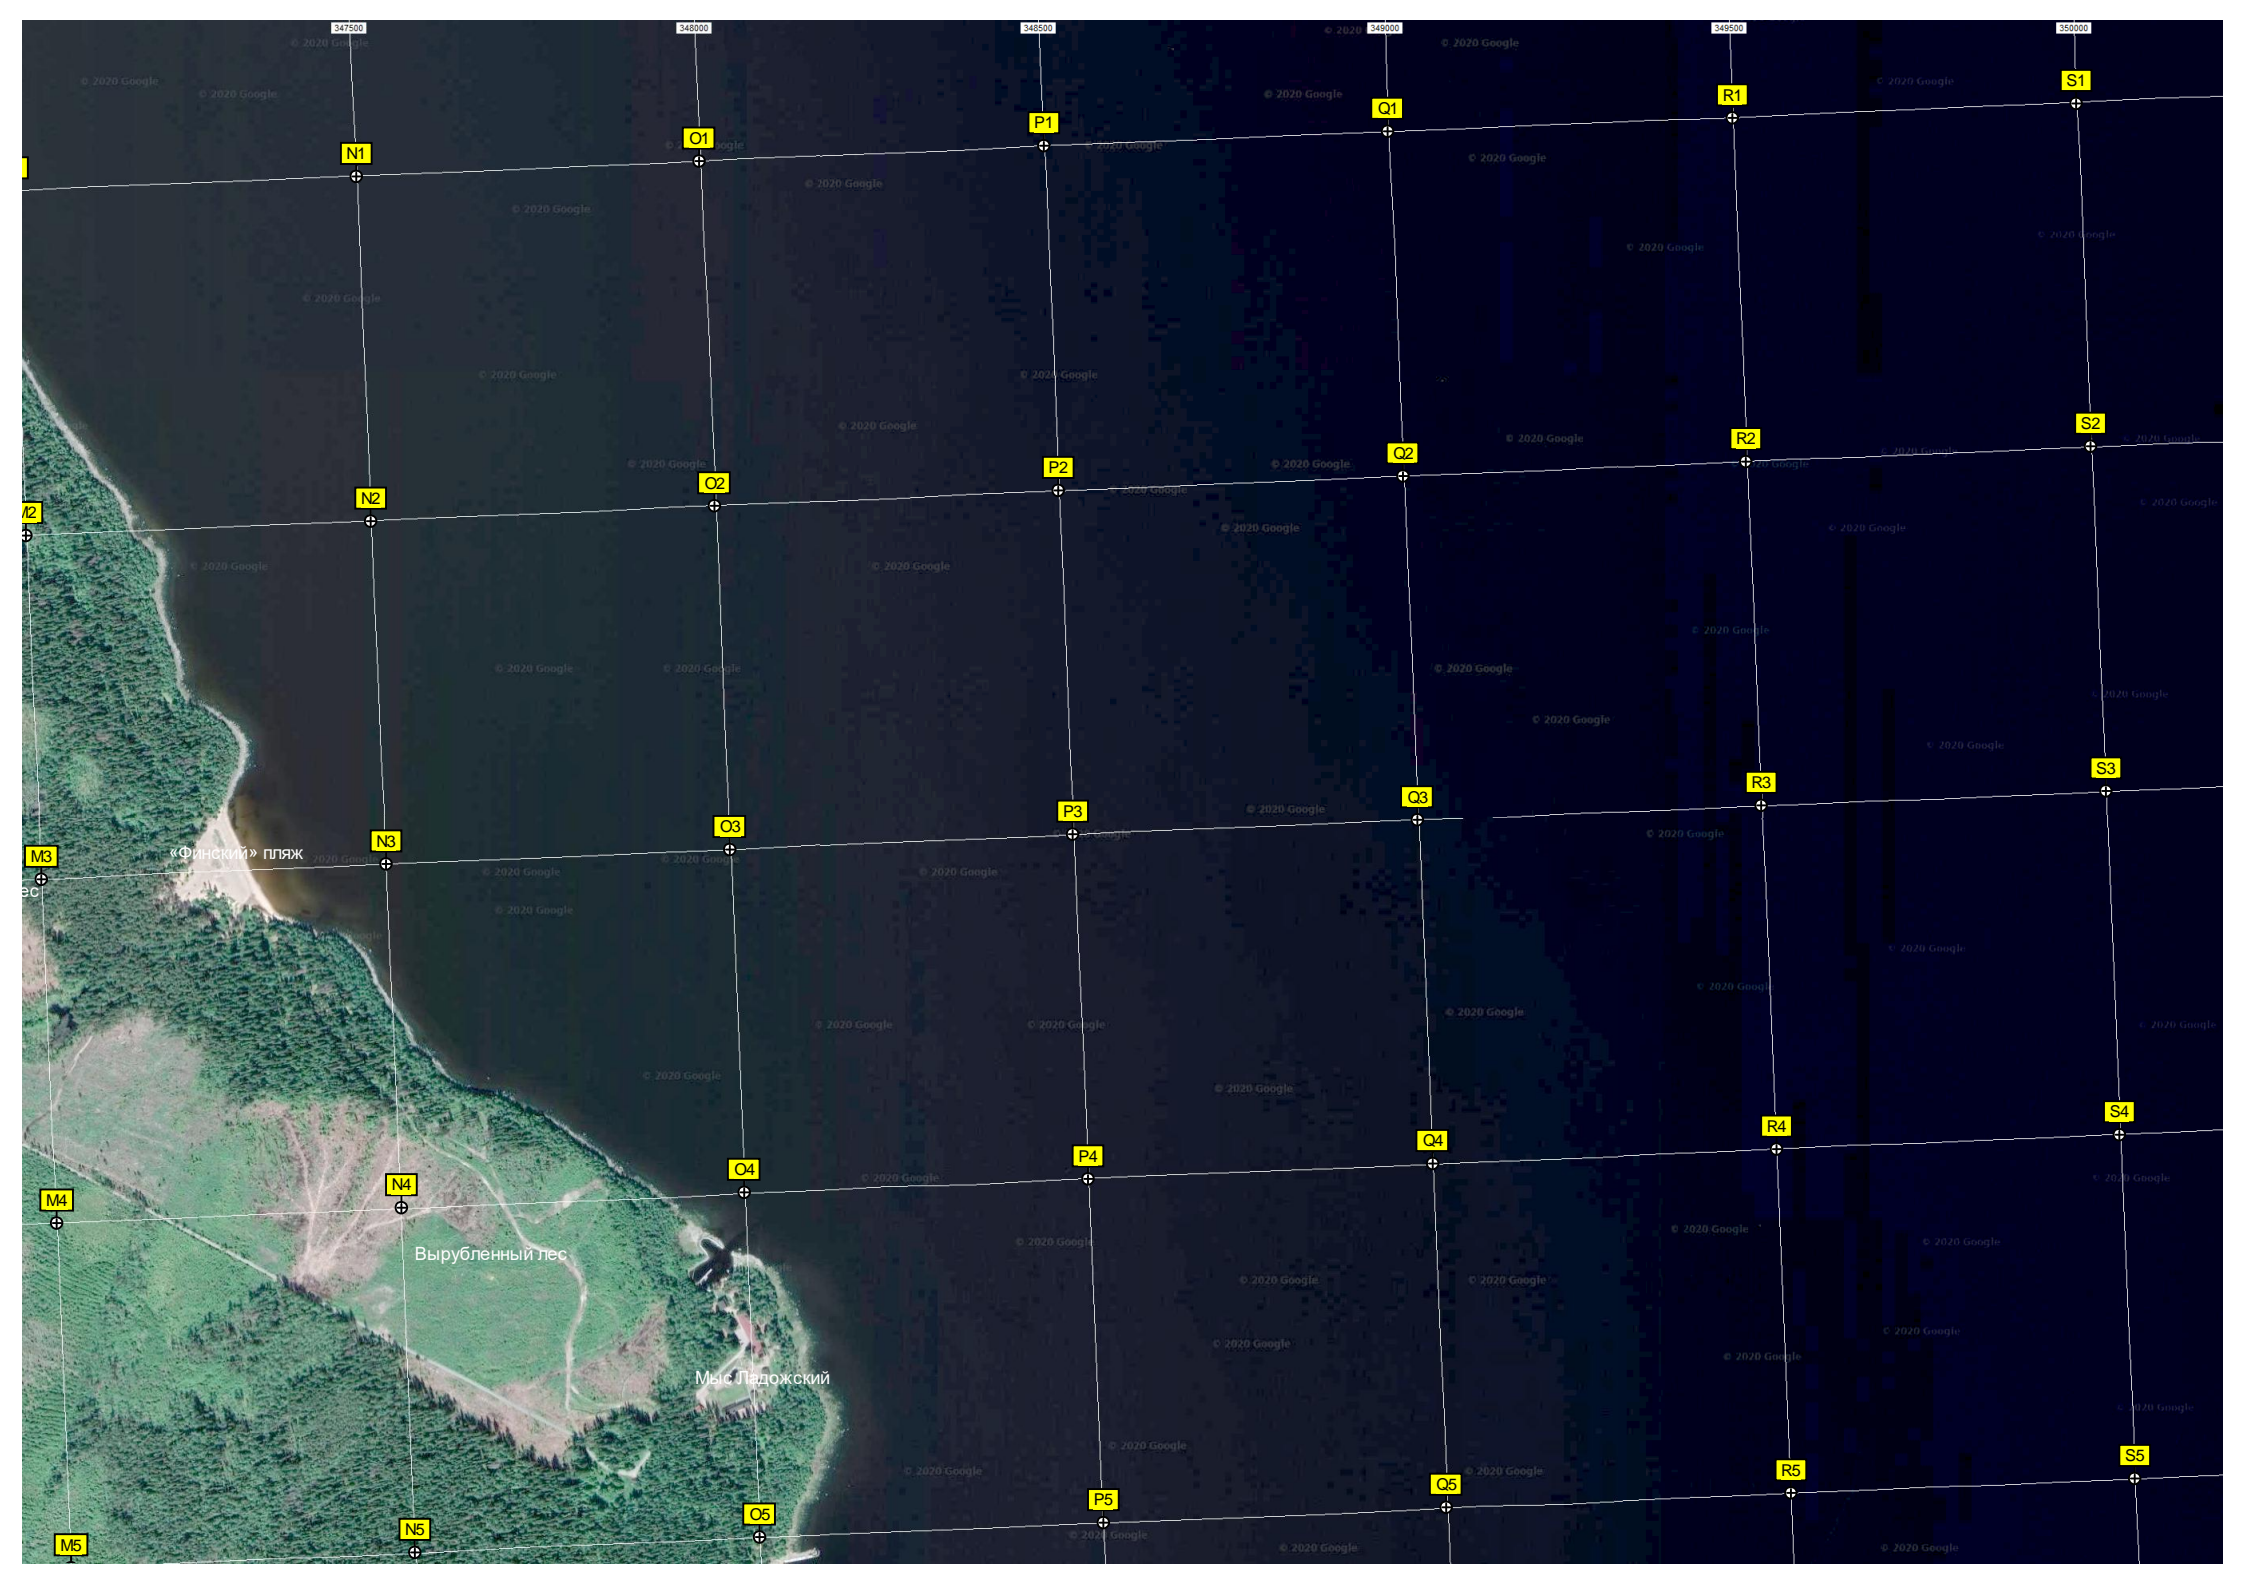 347500 348000 348500 349000 349500 350000
S1
R1
Q1
P1
O1
N1
S2
R2
Q2
P2
O2
N2
M2
S3
R3
Q3
P3
O3
N3
M3
«Финский» пляж
ес
S4
R4
Q4
P4
O4
N4
M4
Вырубленный лес
Мыс Ладожский
S5
R5
Q5
P5
O5
N5
M5
© 2020 Google